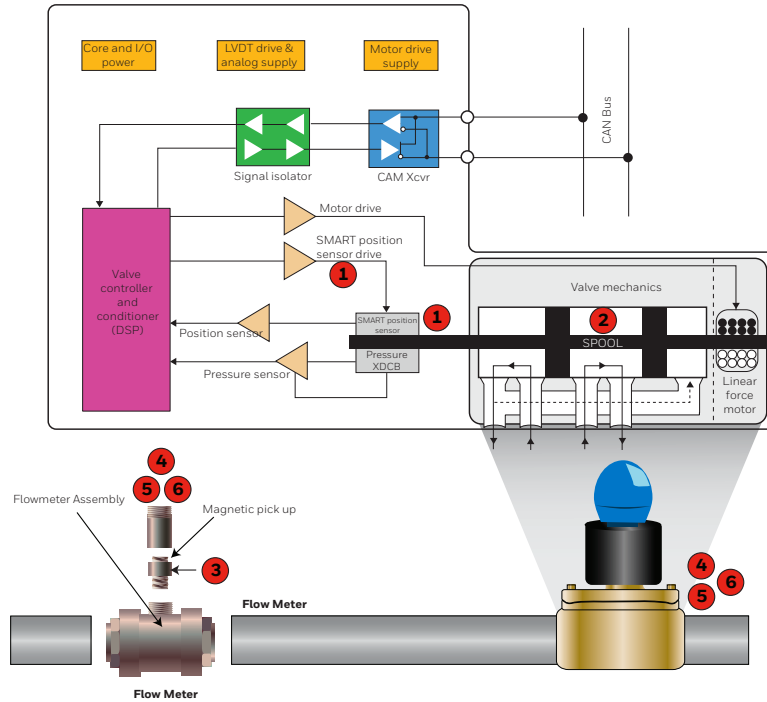 Core and I/O
power
LVDT drive &
analog supply
Motor drive
supply
CAN Bus
Signal isolator
CAM Xcvr
Motor drive
SMART position
sensor drive
1
Valve
controller
and
conditioner
(DSP)
Position sensor
Pressure sensor
SMART position
sensor
Pressure
XDCB
1
Valve mechanics
2
SPOOL
Linear
force
motor
4
5
6
Flowmeter Assembly
Magnetic pick up
3
Flow Meter
Flow Meter
4
5
6